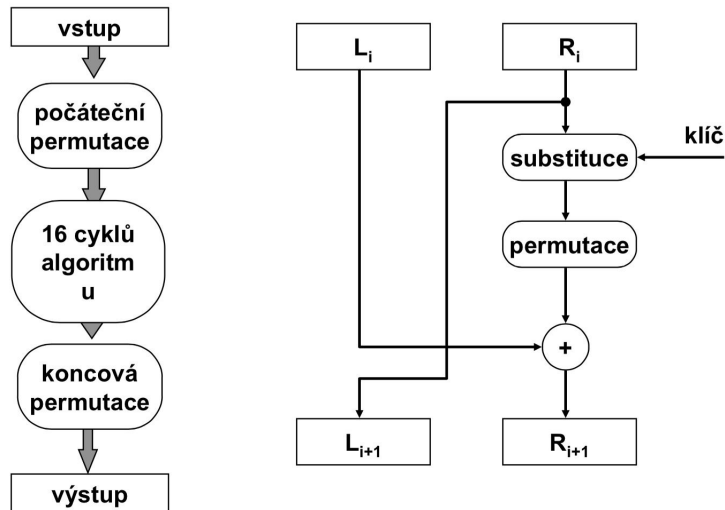 vstup
počáteční
permutace
16 cyklů
algoritm
u
koncová
permutace
výstup
Li
Ri
klíč
substituce
permutace
+
Li+1
Ri+1